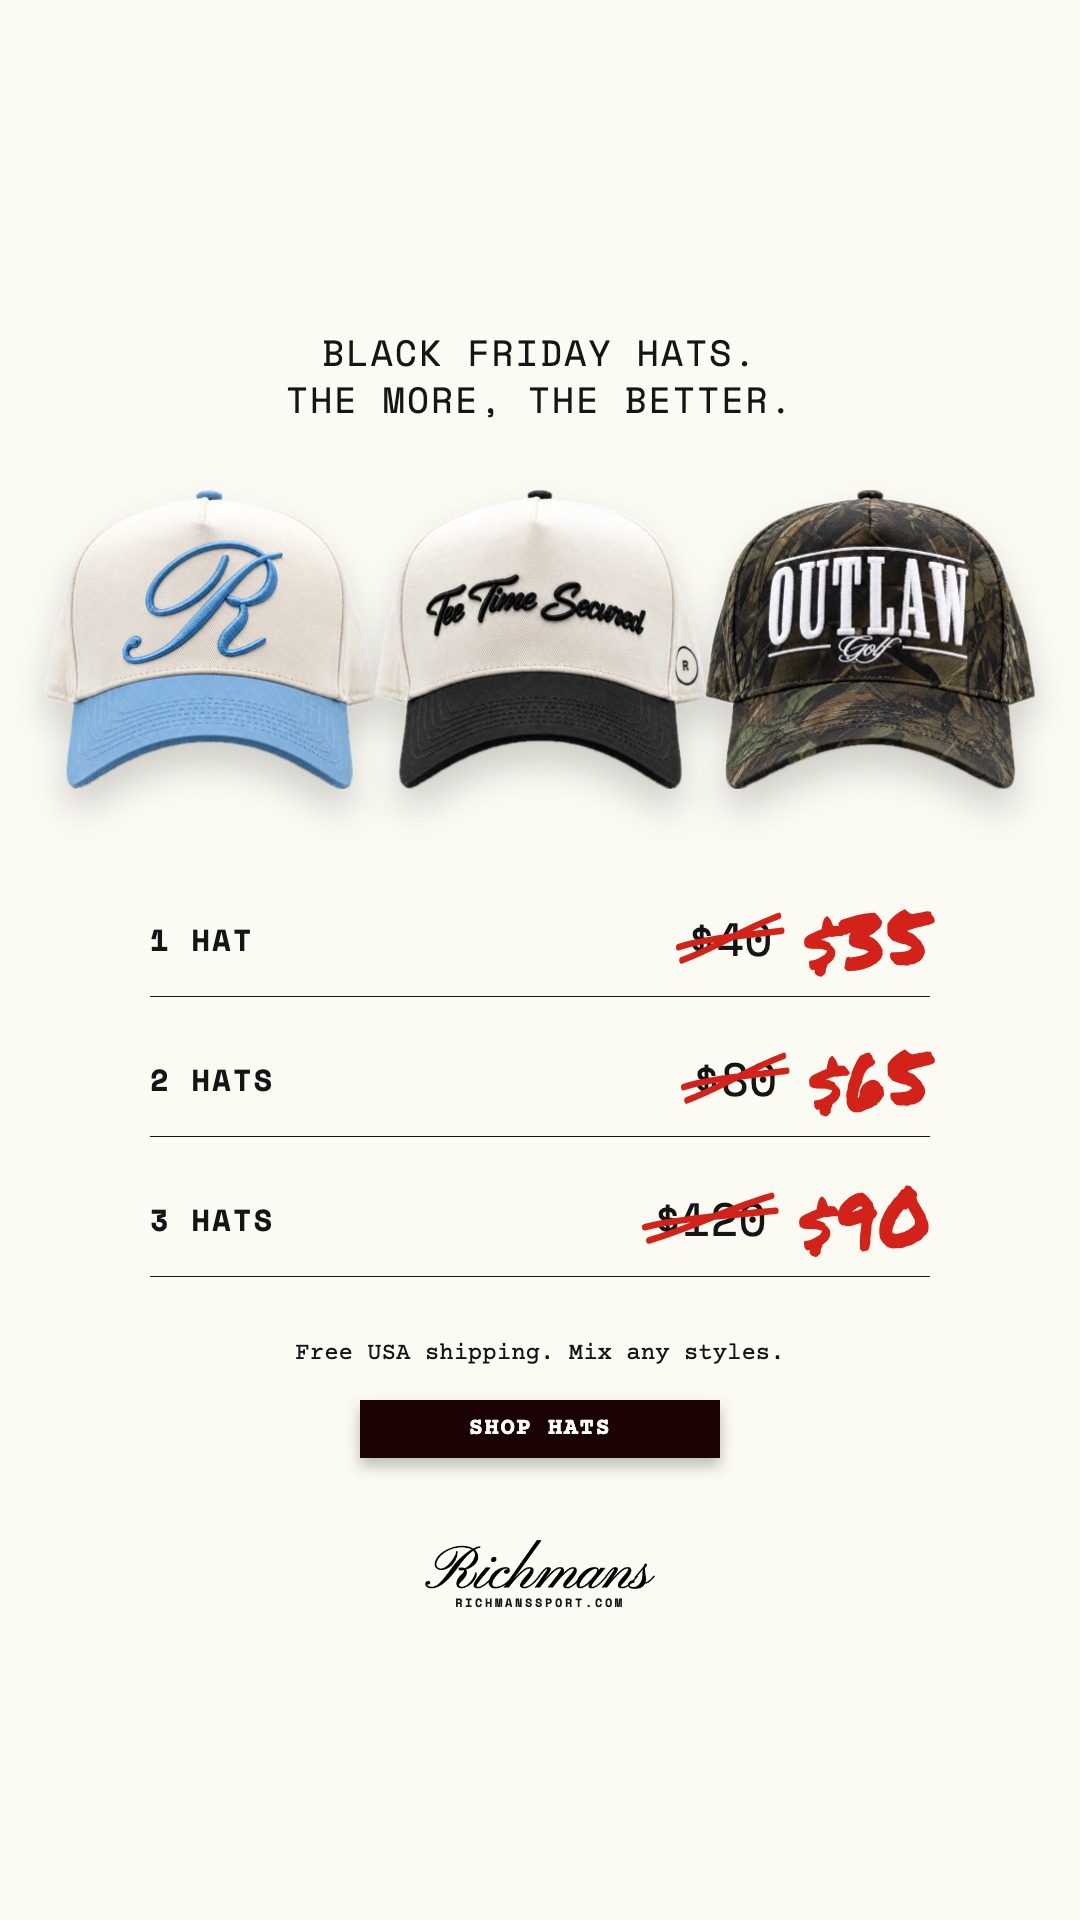 BLACK FRIDAY HATS.
THE MORE, THE BETTER.
R
Tee Time Secured
R
OUTLAW
Golf
1 HAT $40 $35
2 HATS $80 $65
3 HATS $120 $90
Free USA shipping. Mix any styles.
SHOP HATS
Richmans
RICHMANSSPORT.COM